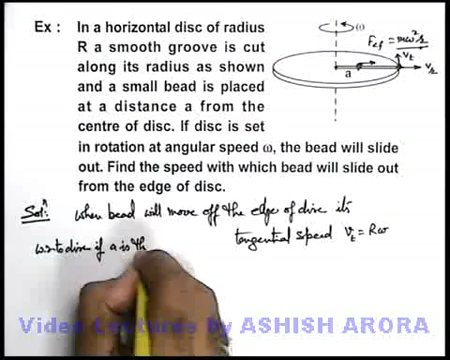 Ex : In a horizontal disc of radius
R a smooth groove is cut
along its radius as shown
and a small bead is placed
at a distance a from the
centre of disc. If disc is set
in rotation at angular speed ω, the bead will slide
out. Find the speed with which bead will slide out
from the edge of disc.
ω
F_cf = mω²x
v_t
v_r
a
Sol^n When bead will move off the edge of disc its
tangential speed v_t = Rω
w.r.to disc if a is th
Video Lectures by ASHISH ARORA